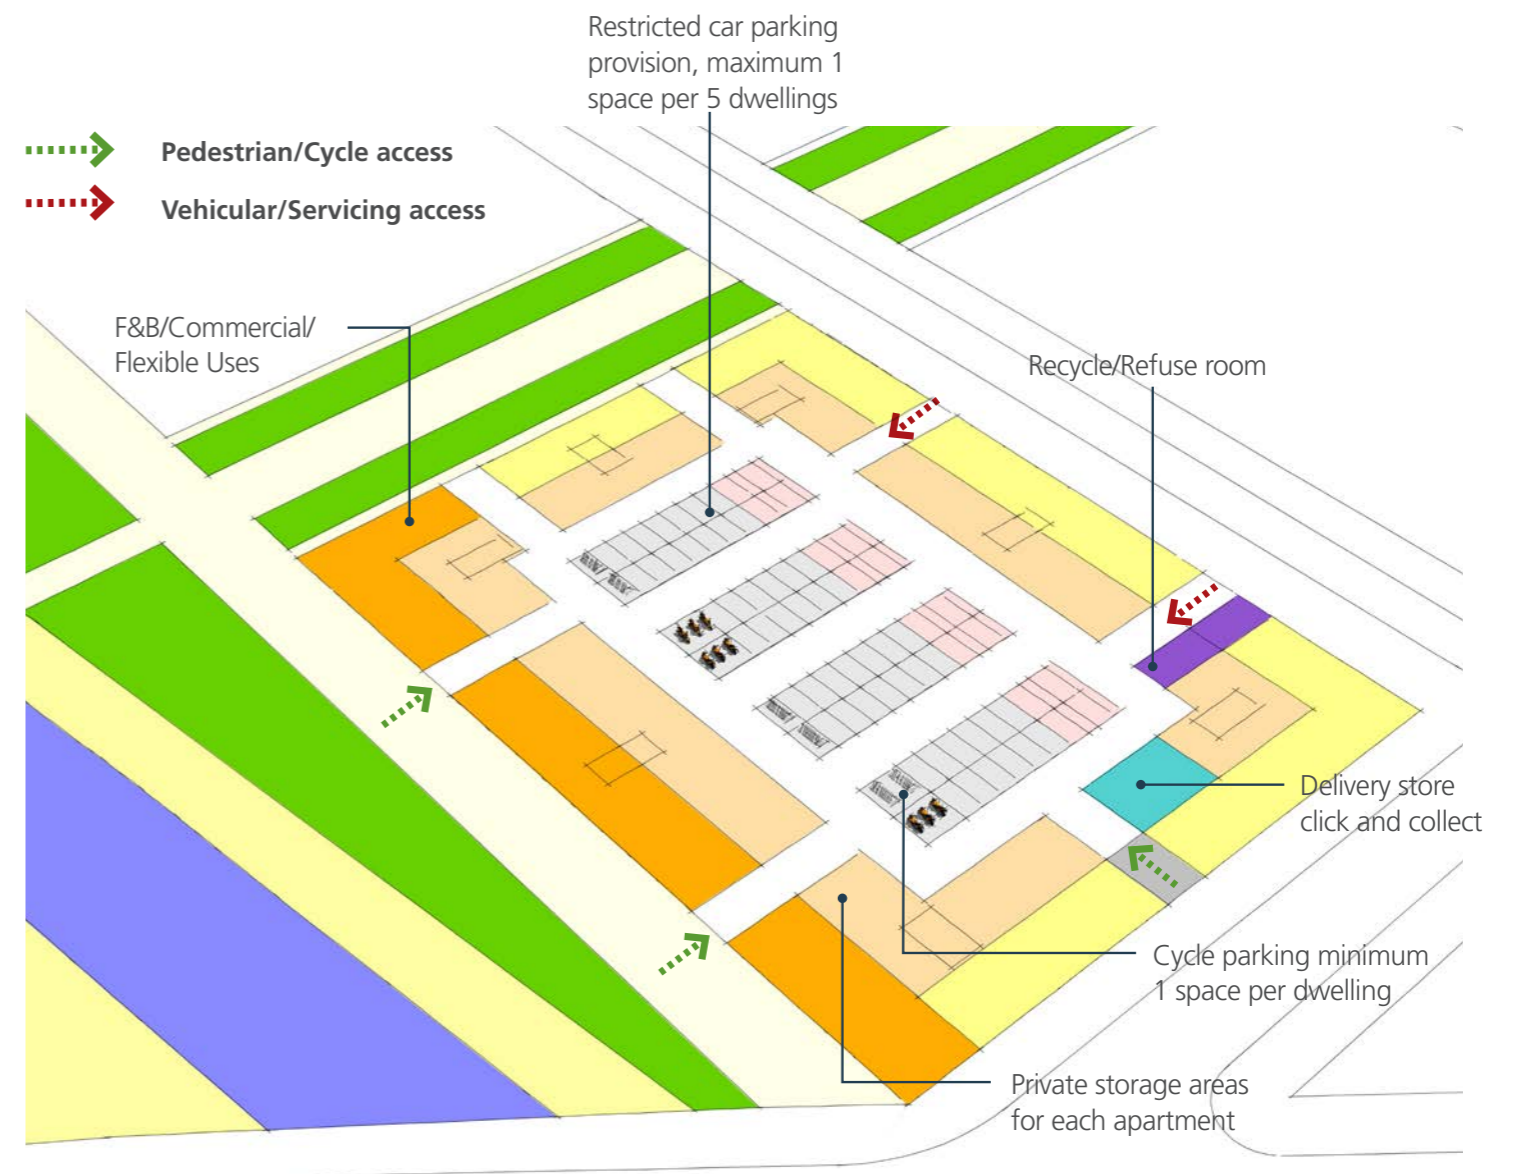 Restricted car parking
provision, maximum 1
space per 5 dwellings
Pedestrian/Cycle access
Vehicular/Servicing access
F&B/Commercial/
Flexible Uses
Recycle/Refuse room
Delivery store
click and collect
Cycle parking minimum
1 space per dwelling
Private storage areas
for each apartment